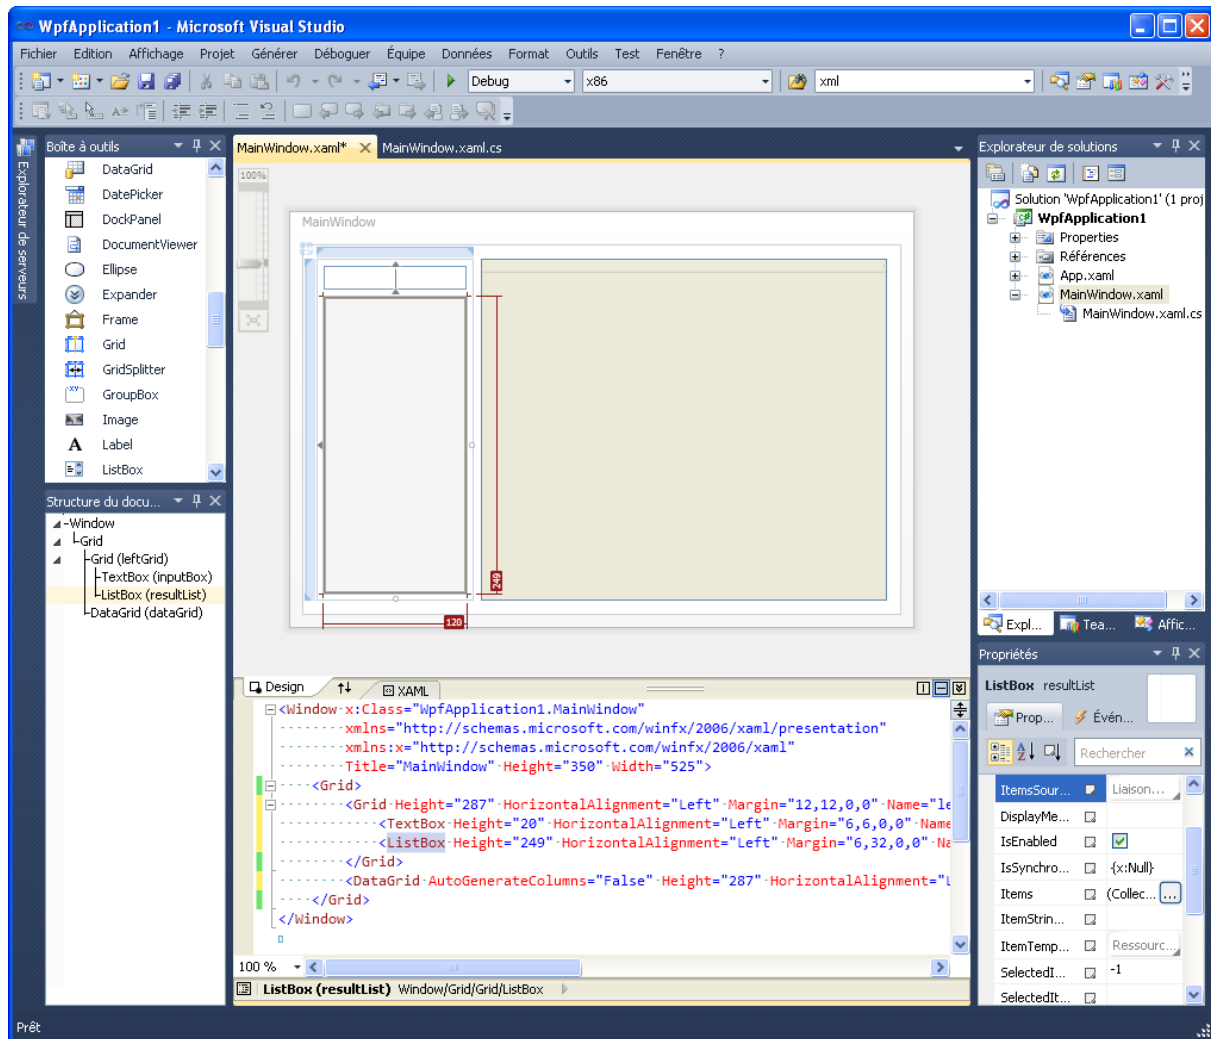 WpfApplication1 - Microsoft Visual Studio
Fichier Edition Affichage Projet Générer Déboguer Équipe Données Format Outils Test Fenêtre ?
Debug x86 xml
Explorateur de serveurs
Boîte à outils
DataGrid
DatePicker
DockPanel
DocumentViewer
Ellipse
Expander
Frame
Grid
GridSplitter
GroupBox
Image
Label
ListBox
Structure du docu...
Window
Grid
Grid (leftGrid)
TextBox (inputBox)
ListBox (resultList)
DataGrid (dataGrid)
MainWindow.xaml* MainWindow.xaml.cs
100%
MainWindow
249
120
Design XAML
<Window x:Class="WpfApplication1.MainWindow"
xmlns="http://schemas.microsoft.com/winfx/2006/xaml/presentation"
xmlns:x="http://schemas.microsoft.com/winfx/2006/xaml"
Title="MainWindow" Height="350" Width="525">
<Grid>
<Grid Height="287" HorizontalAlignment="Left" Margin="12,12,0,0" Name="le
<TextBox Height="20" HorizontalAlignment="Left" Margin="6,6,0,0" Name
<ListBox Height="249" HorizontalAlignment="Left" Margin="6,32,0,0" Na
</Grid>
<DataGrid AutoGenerateColumns="False" Height="287" HorizontalAlignment="L
</Grid>
</Window>
100 %
ListBox (resultList) Window/Grid/Grid/ListBox
Explorateur de solutions
Solution 'WpfApplication1' (1 proj
WpfApplication1
Properties
Références
App.xaml
MainWindow.xaml
MainWindow.xaml.cs
Expl... Tea... Affic...
Propriétés
ListBox resultList
Prop... Évén...
Rechercher
ItemsSour... Liaison...
DisplayMe...
IsEnabled
IsSynchro... {x:Null}
Items (Collec... ...
ItemStrin...
ItemTemp... Ressourc...
SelectedI... -1
SelectedIt...
Prêt